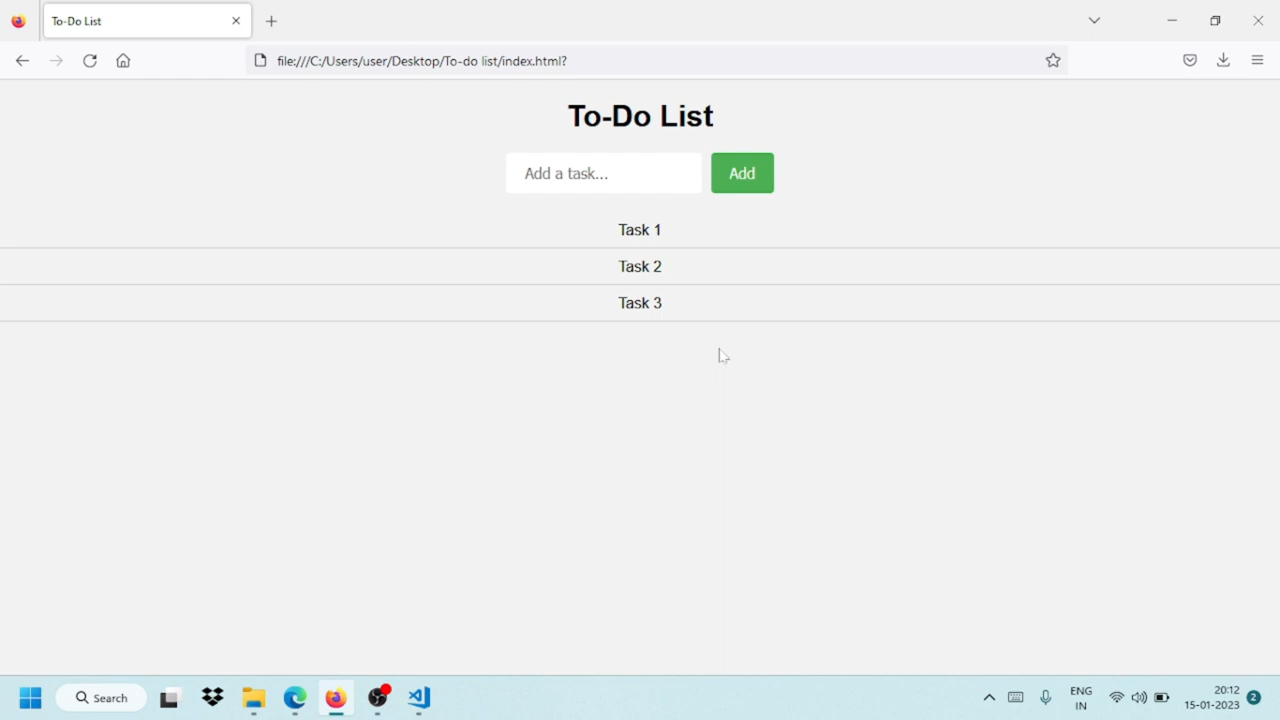 To-Do List
file:///C:/Users/user/Desktop/To-do list/index.html?
To-Do List
Add a task...
Add
Task 1
Task 2
Task 3
Search
ENG
IN
20:12
15-01-2023
2